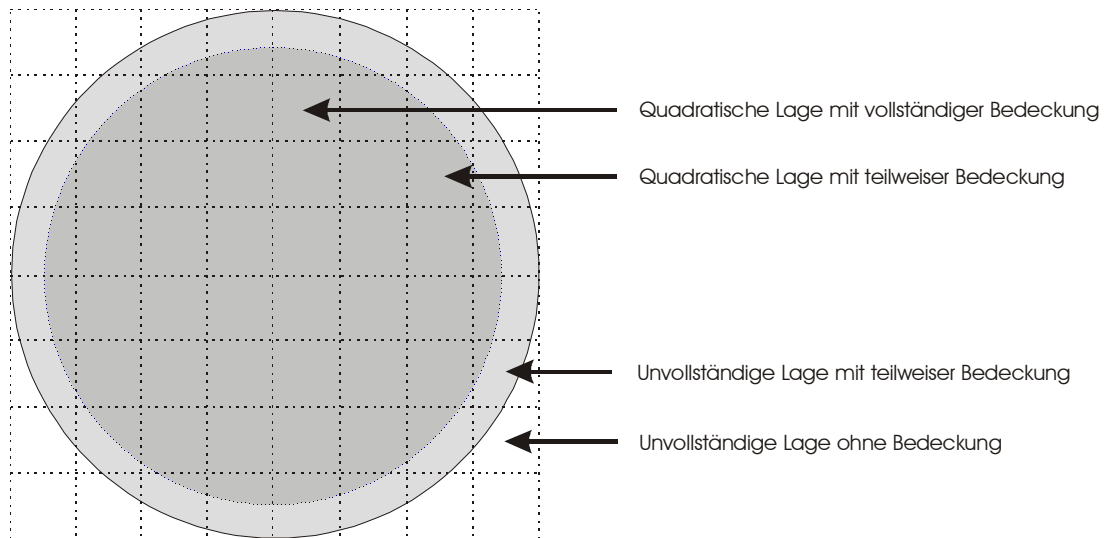 Quadratische Lage mit vollständiger Bedeckung
Quadratische Lage mit teilweiser Bedeckung
Unvollständige Lage mit teilweiser Bedeckung
Unvollständige Lage ohne Bedeckung